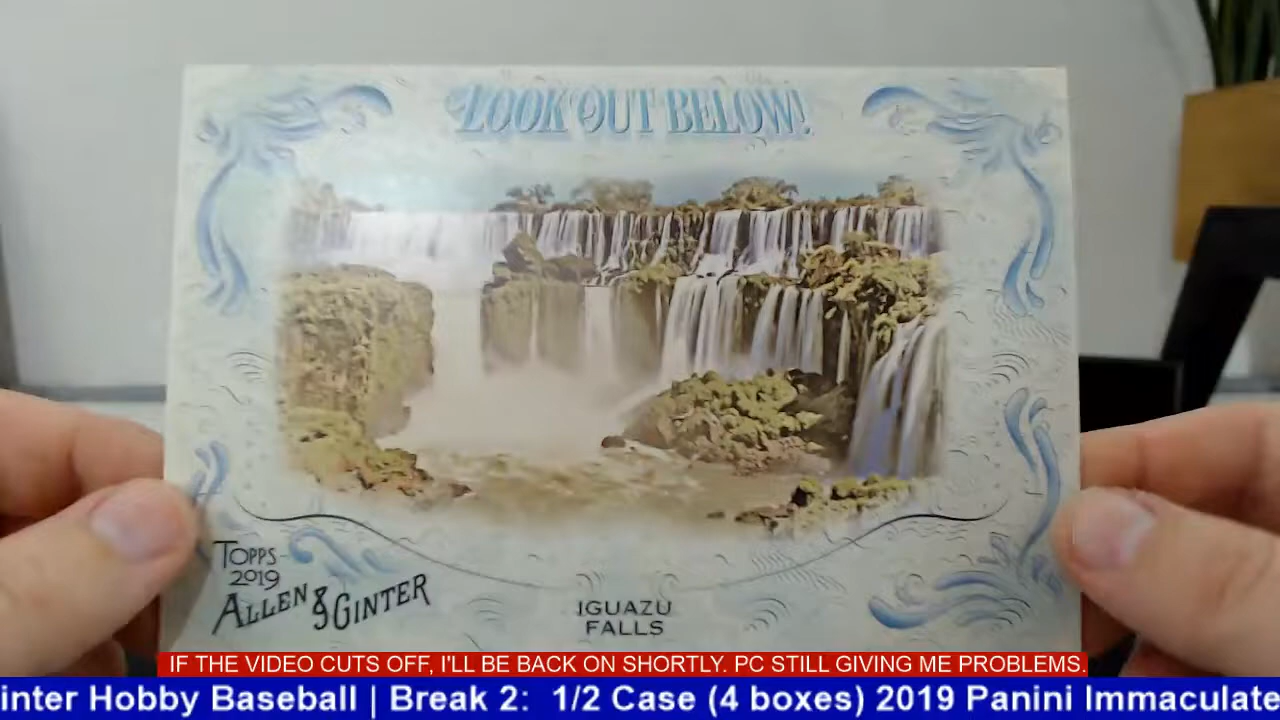 LOOK OUT BELOW!
TOPPS
2019
ALLEN & GINTER
IGUAZU
FALLS
IF THE VIDEO CUTS OFF, I'LL BE BACK ON SHORTLY. PC STILL GIVING ME PROBLEMS.
inter Hobby Baseball | Break 2: 1/2 Case (4 boxes) 2019 Panini Immaculate